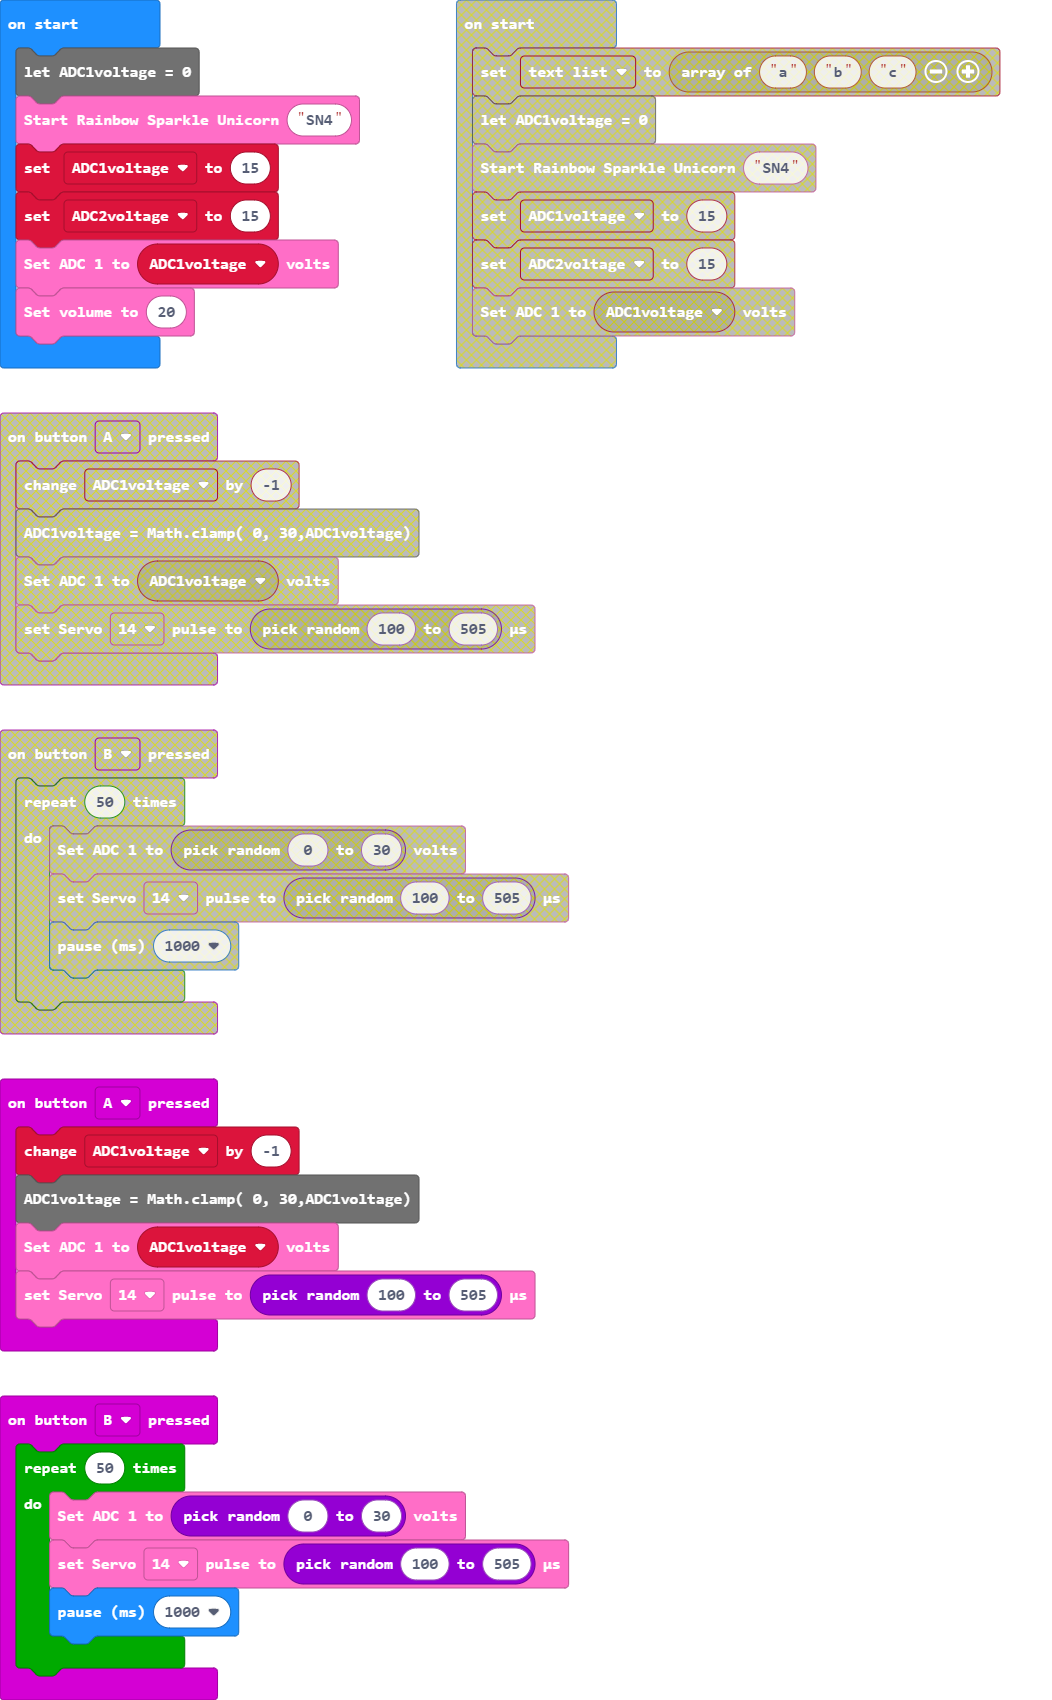 on start
let ADC1voltage = 0
Start Rainbow Sparkle Unicorn "SN4"
set ADC1voltage to 15
set ADC2voltage to 15
Set ADC 1 to ADC1voltage volts
Set volume to 20
on start
set text list to array of "a" "b" "c"
let ADC1voltage = 0
Start Rainbow Sparkle Unicorn "SN4"
set ADC1voltage to 15
set ADC2voltage to 15
Set ADC 1 to ADC1voltage volts
on button A pressed
change ADC1voltage by -1
ADC1voltage = Math.clamp( 0, 30,ADC1voltage)
Set ADC 1 to ADC1voltage volts
set Servo 14 pulse to pick random 100 to 505 µs
on button B pressed
repeat 50 times
do
Set ADC 1 to pick random 0 to 30 volts
set Servo 14 pulse to pick random 100 to 505 µs
pause (ms) 1000
on button A pressed
change ADC1voltage by -1
ADC1voltage = Math.clamp( 0, 30,ADC1voltage)
Set ADC 1 to ADC1voltage volts
set Servo 14 pulse to pick random 100 to 505 µs
on button B pressed
repeat 50 times
do
Set ADC 1 to pick random 0 to 30 volts
set Servo 14 pulse to pick random 100 to 505 µs
pause (ms) 1000